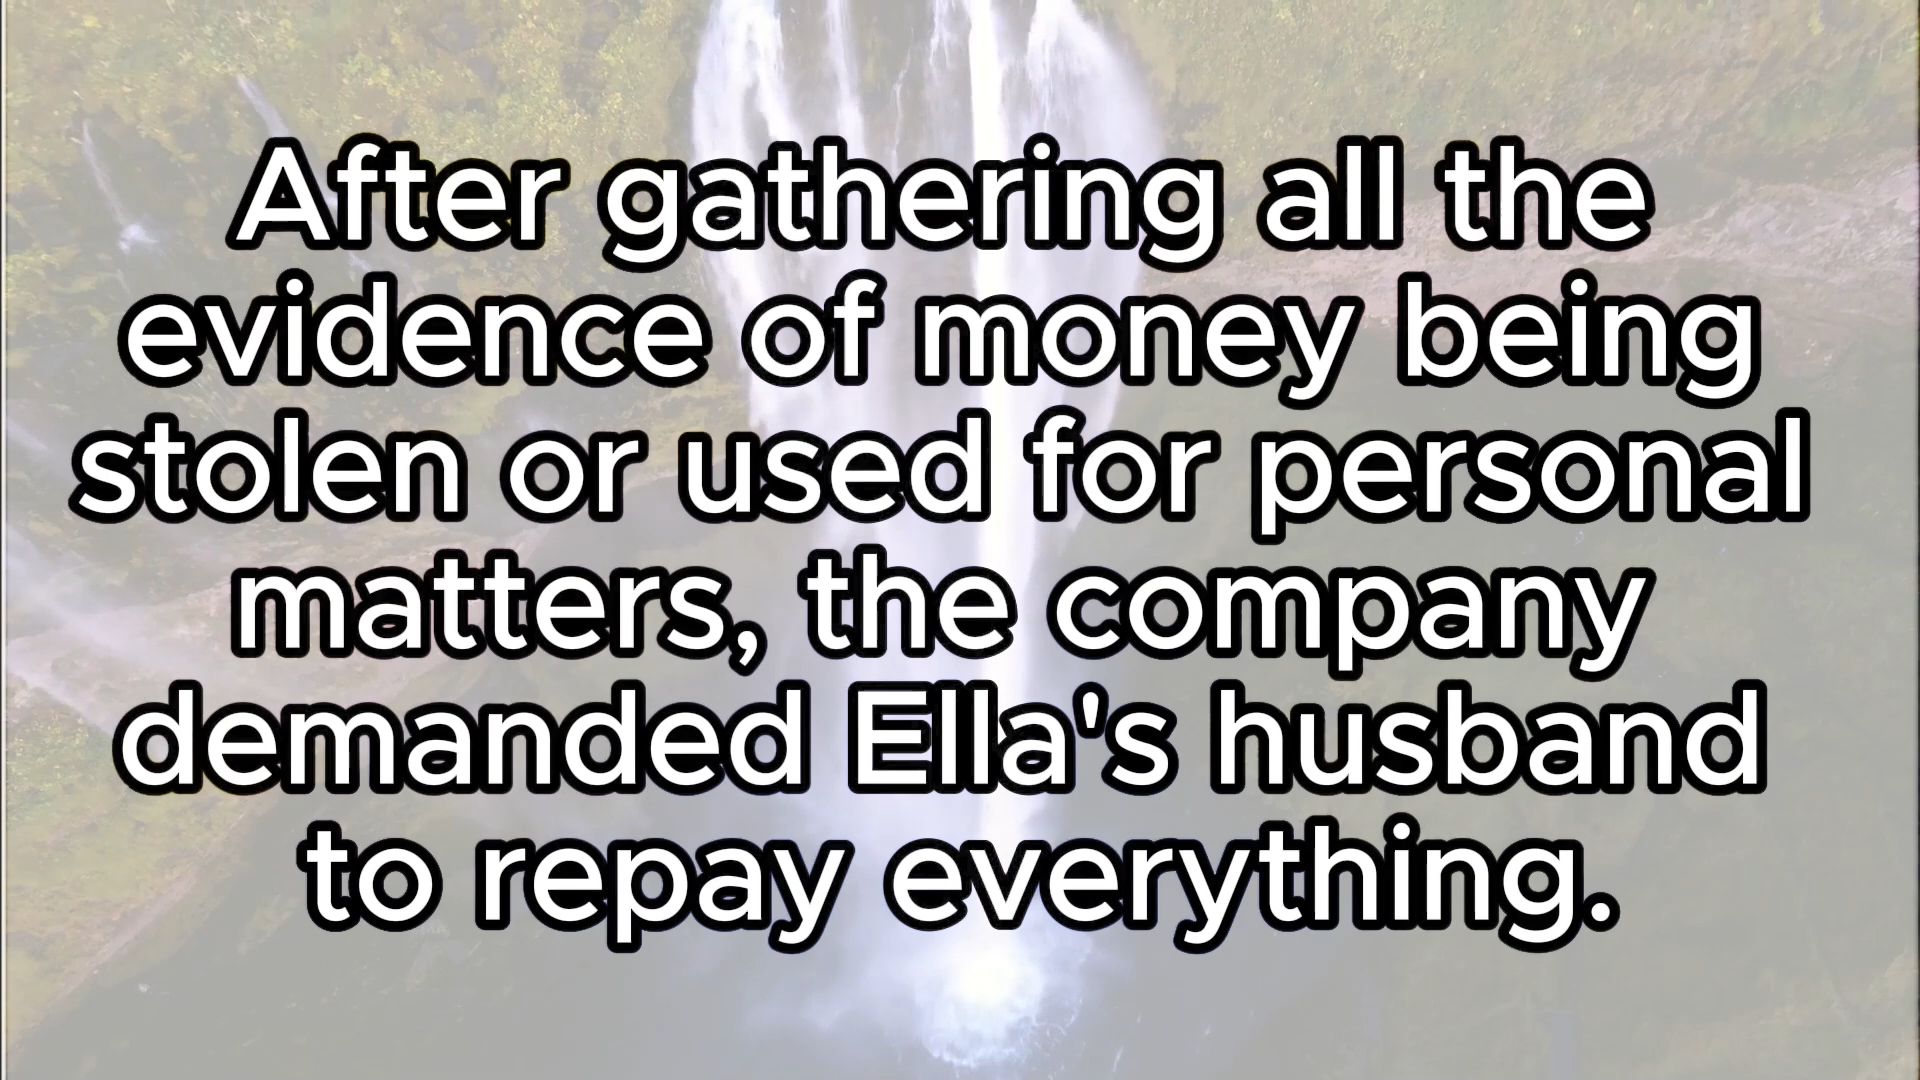 After gathering all the
evidence of money being
stolen or used for personal
matters, the company
demanded Ella's husband
to repay everything.